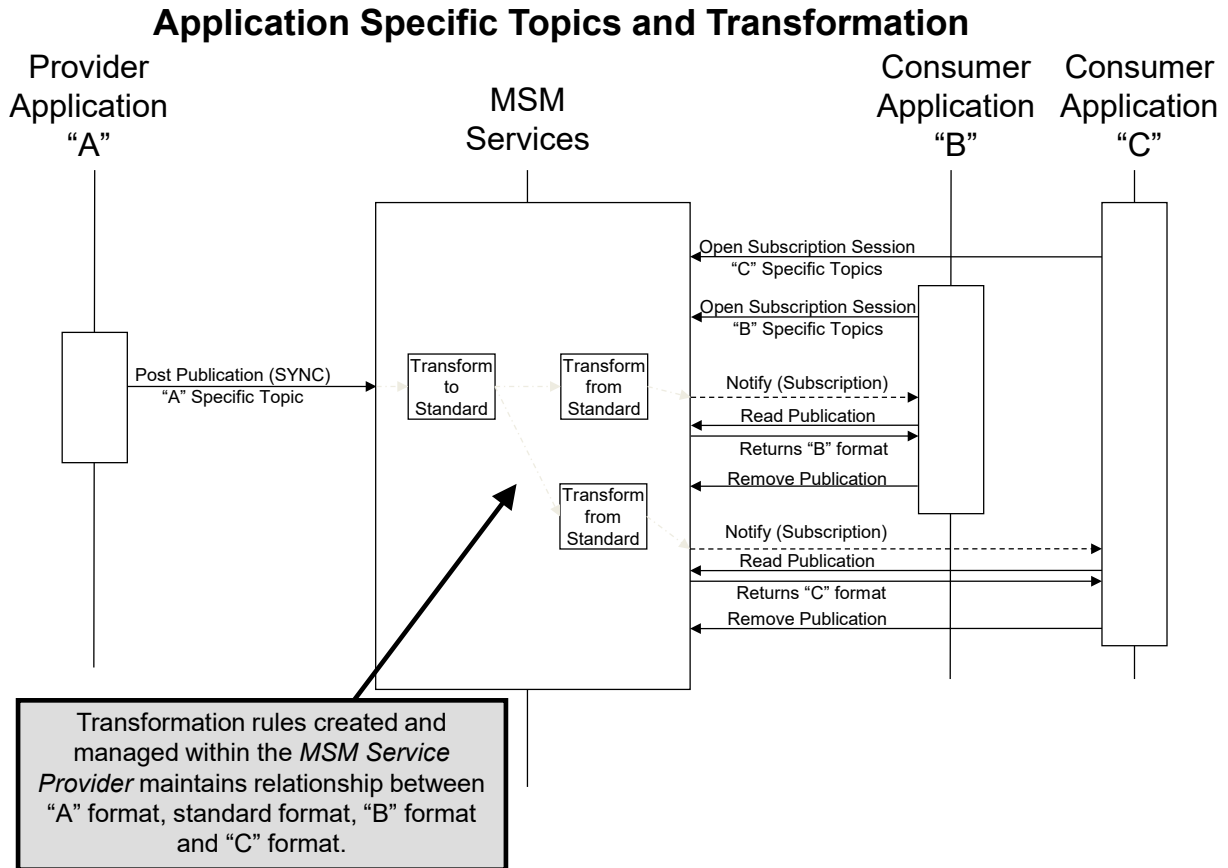 Application Specific Topics and Transformation
Provider
Application
“A”
MSM
Services
Consumer
Application
“B”
Consumer
Application
“C”
Open Subscription Session
“C” Specific Topics
Open Subscription Session
“B” Specific Topics
Post Publication (SYNC)
“A” Specific Topic
Transform
to
Standard
Transform
from
Standard
Notify (Subscription)
Read Publication
Returns “B” format
Remove Publication
Transform
from
Standard
Notify (Subscription)
Read Publication
Returns “C” format
Remove Publication
Transformation rules created and
managed within the MSM Service
Provider maintains relationship between
“A” format, standard format, “B” format
and “C” format.